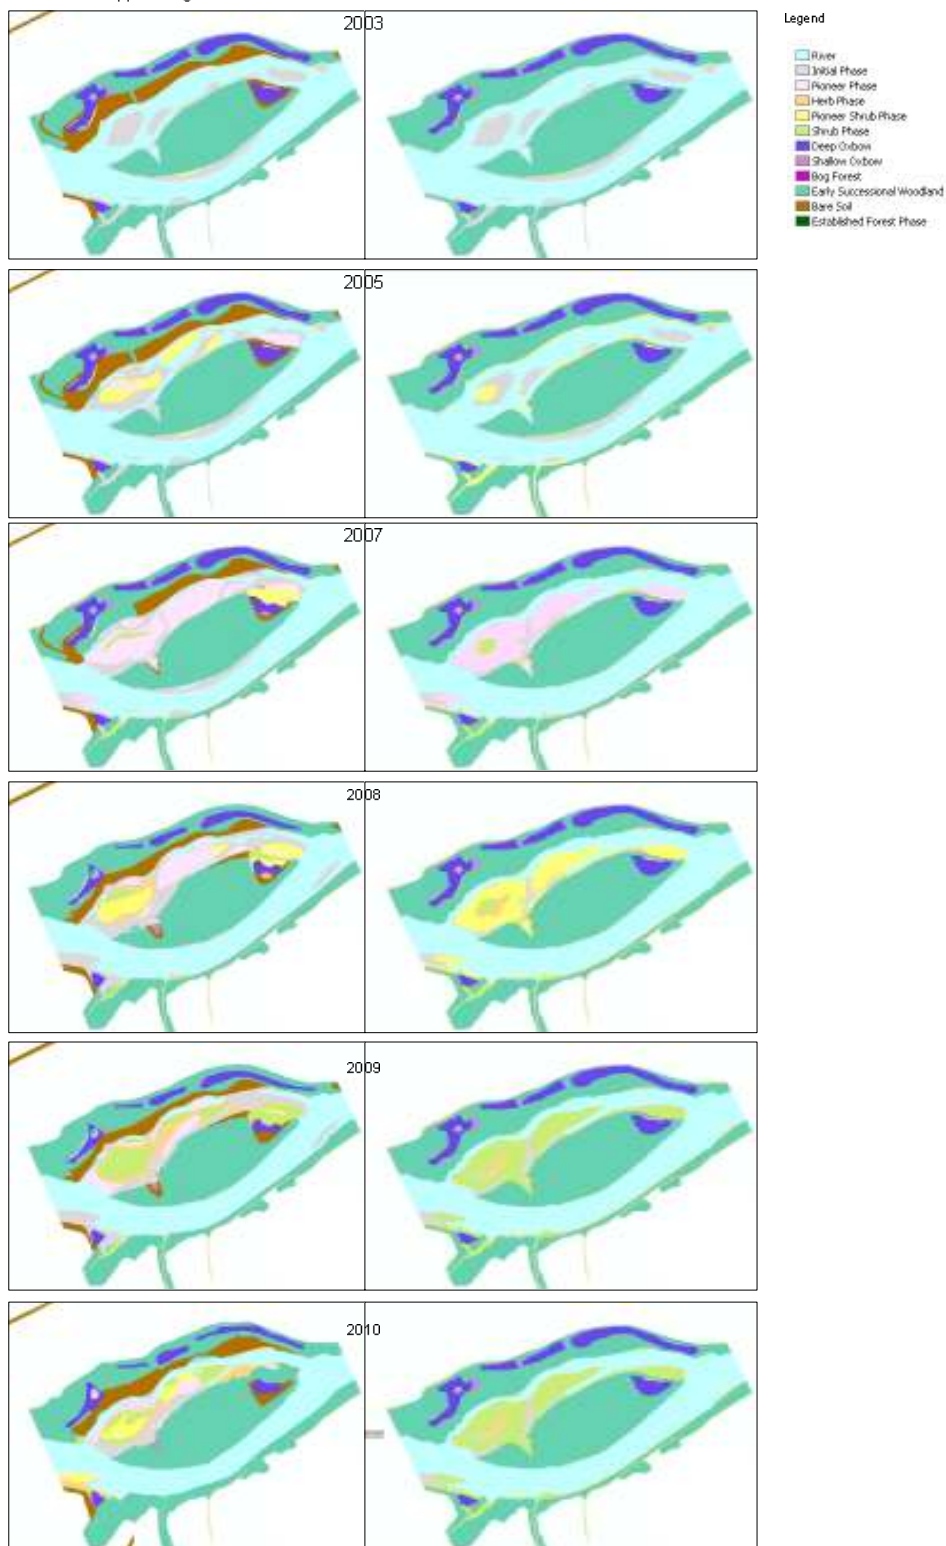 2003
Legend
River
Initial Phase
Pioneer Phase
Herb Phase
Pioneer Shrub Phase
Shrub Phase
Deep Oxbow
Shallow Oxbow
Bog Forest
Early Successional Woodland
Bare Soil
Established Forest Phase
2005
2007
2008
2009
2010